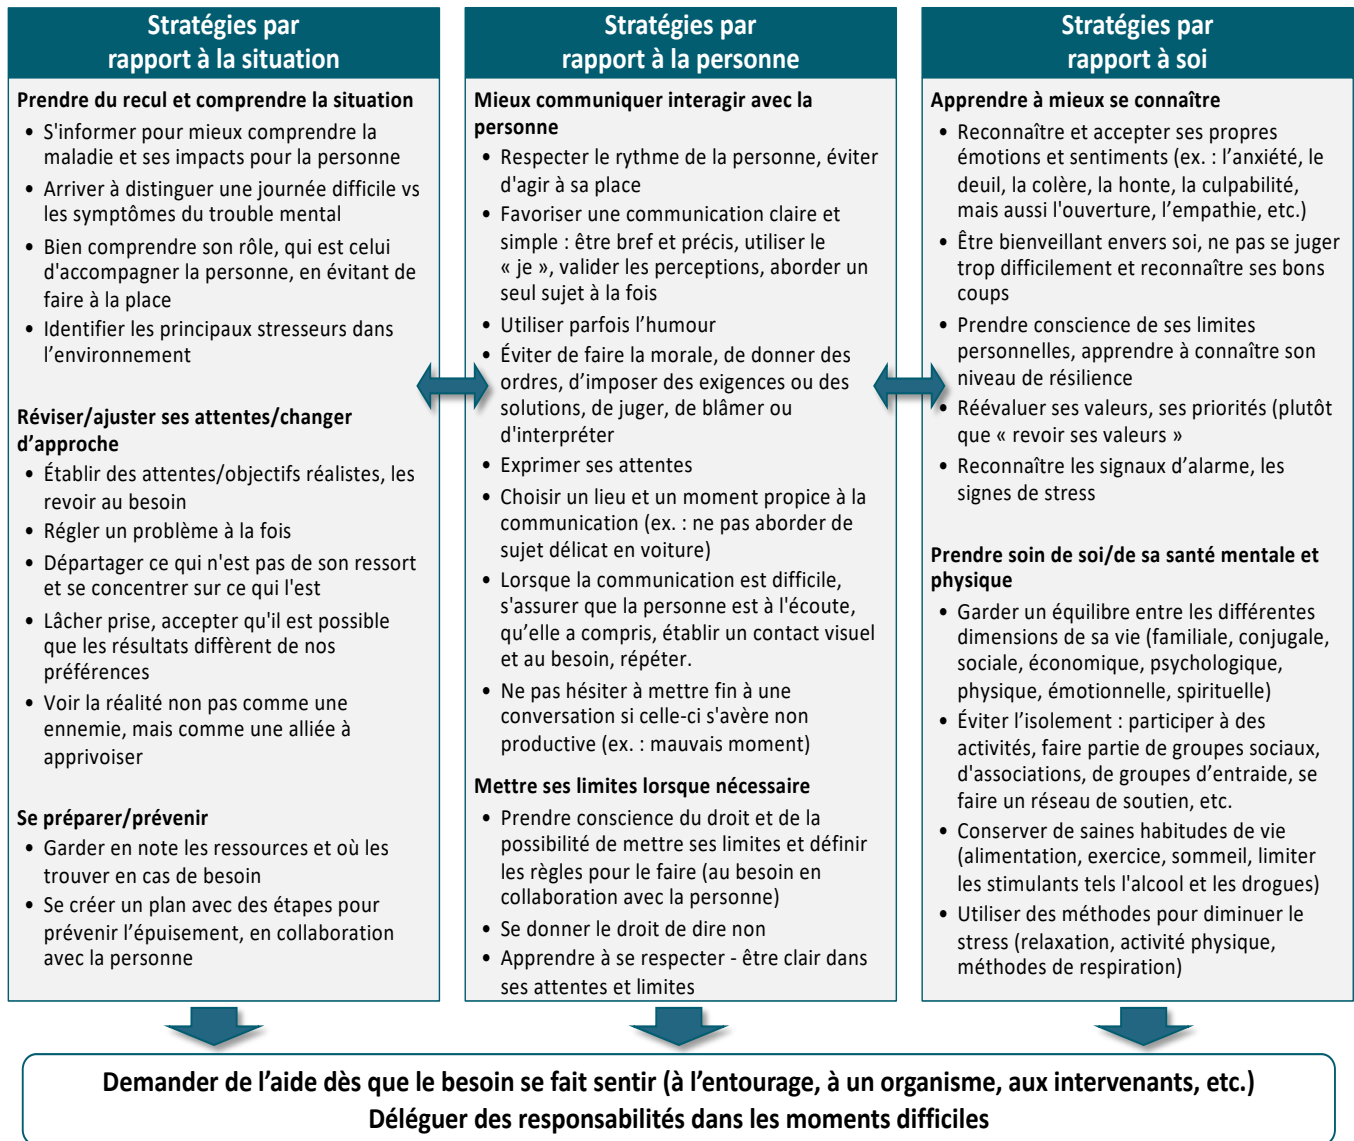 Stratégies par
rapport à la situation
Prendre du recul et comprendre la situation
• S'informer pour mieux comprendre la
maladie et ses impacts pour la personne
• Arriver à distinguer une journée difficile vs
les symptômes du trouble mental
• Bien comprendre son rôle, qui est celui
d'accompagner la personne, en évitant de
faire à la place
• Identifier les principaux stresseurs dans
l’environnement
Réviser/ajuster ses attentes/changer
d’approche
• Établir des attentes/objectifs réalistes, les
revoir au besoin
• Régler un problème à la fois
• Départager ce qui n'est pas de son ressort
et se concentrer sur ce qui l'est
• Lâcher prise, accepter qu'il est possible
que les résultats diffèrent de nos
préférences
• Voir la réalité non pas comme une
ennemie, mais comme une alliée à
apprivoiser
Se préparer/prévenir
• Garder en note les ressources et où les
trouver en cas de besoin
• Se créer un plan avec des étapes pour
prévenir l’épuisement, en collaboration
avec la personne
Stratégies par
rapport à la personne
Mieux communiquer interagir avec la
personne
• Respecter le rythme de la personne, éviter
d'agir à sa place
• Favoriser une communication claire et
simple : être bref et précis, utiliser le
« je », valider les perceptions, aborder un
seul sujet à la fois
• Utiliser parfois l’humour
• Éviter de faire la morale, de donner des
ordres, d’imposer des exigences ou des
solutions, de juger, de blâmer ou
d'interpréter
• Exprimer ses attentes
• Choisir un lieu et un moment propice à la
communication (ex. : ne pas aborder de
sujet délicat en voiture)
• Lorsque la communication est difficile,
s'assurer que la personne est à l'écoute,
qu’elle a compris, établir un contact visuel
et au besoin, répéter.
• Ne pas hésiter à mettre fin à une
conversation si celle-ci s'avère non
productive (ex. : mauvais moment)
Mettre ses limites lorsque nécessaire
• Prendre conscience du droit et de la
possibilité de mettre ses limites et définir
les règles pour le faire (au besoin en
collaboration avec la personne)
• Se donner le droit de dire non
• Apprendre à se respecter - être clair dans
ses attentes et limites
Stratégies par
rapport à soi
Apprendre à mieux se connaître
• Reconnaître et accepter ses propres
émotions et sentiments (ex. : l’anxiété, le
deuil, la colère, la honte, la culpabilité,
mais aussi l'ouverture, l’empathie, etc.)
• Être bienveillant envers soi, ne pas se juger
trop difficilement et reconnaître ses bons
coups
• Prendre conscience de ses limites
personnelles, apprendre à connaître son
niveau de résilience
• Réévaluer ses valeurs, ses priorités (plutôt
que « revoir ses valeurs »
• Reconnaître les signaux d’alarme, les
signes de stress
Prendre soin de soi/de sa santé mentale et
physique
• Garder un équilibre entre les différentes
dimensions de sa vie (familiale, conjugale,
sociale, économique, psychologique,
physique, émotionnelle, spirituelle)
• Éviter l’isolement : participer à des
activités, faire partie de groupes sociaux,
d'associations, de groupes d’entraide, se
faire un réseau de soutien, etc.
• Conserver de saines habitudes de vie
(alimentation, exercice, sommeil, limiter
les stimulants tels l'alcool et les drogues)
• Utiliser des méthodes pour diminuer le
stress (relaxation, activité physique,
méthodes de respiration)
Demander de l’aide dès que le besoin se fait sentir (à l’entourage, à un organisme, aux intervenants, etc.)
Déléguer des responsabilités dans les moments difficiles